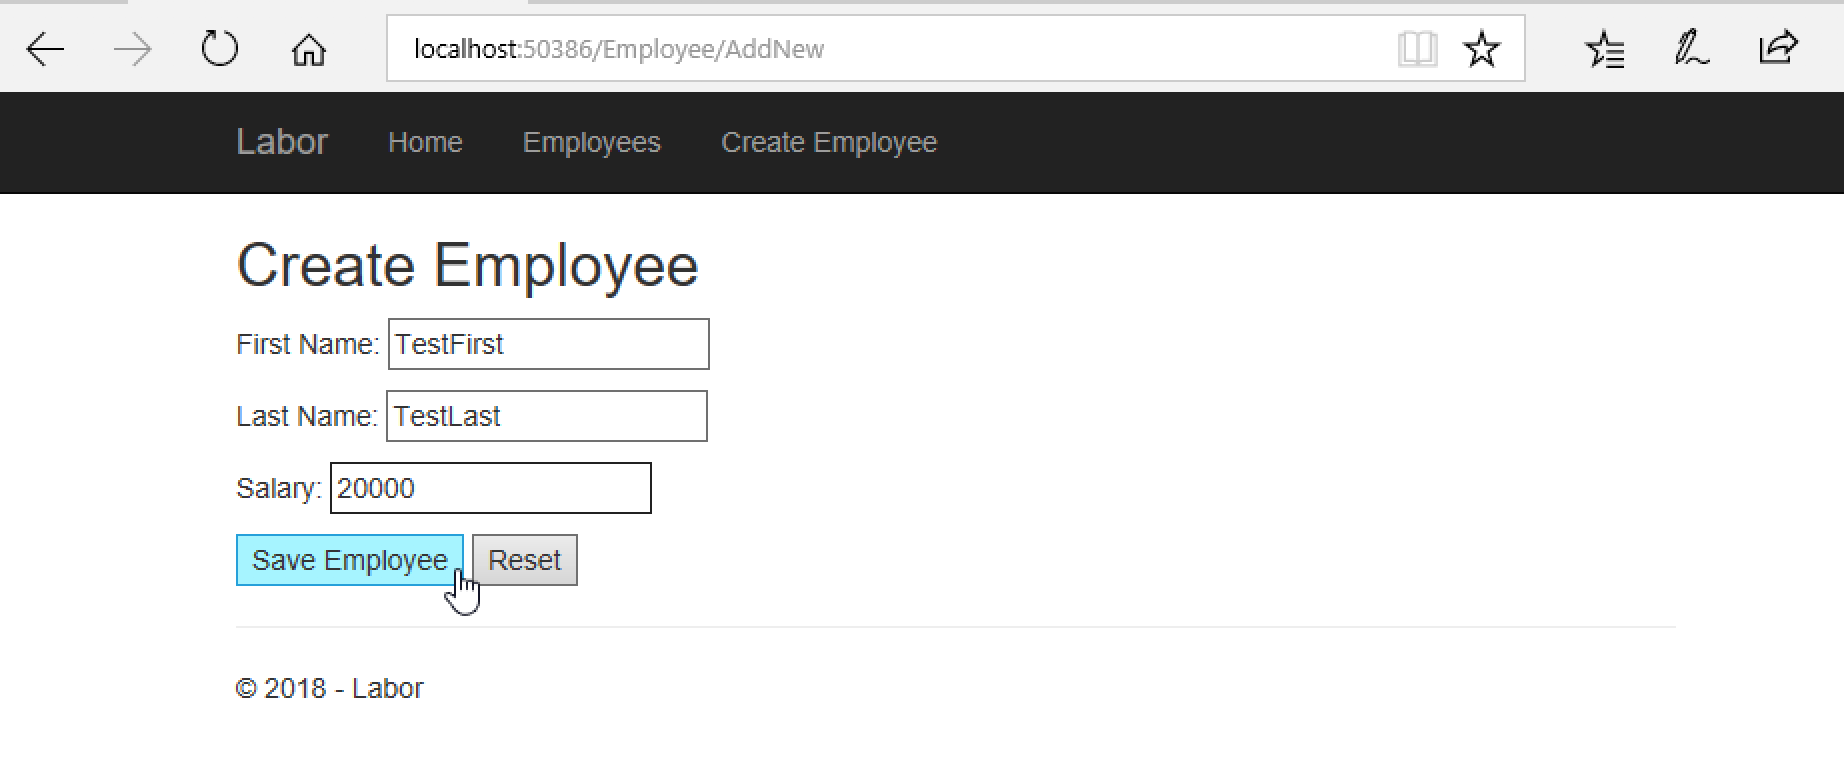 localhost:50386/Employee/AddNew
Labor Home Employees Create Employee
Create Employee
First Name: TestFirst
Last Name: TestLast
Salary: 20000
Save Employee Reset
© 2018 - Labor